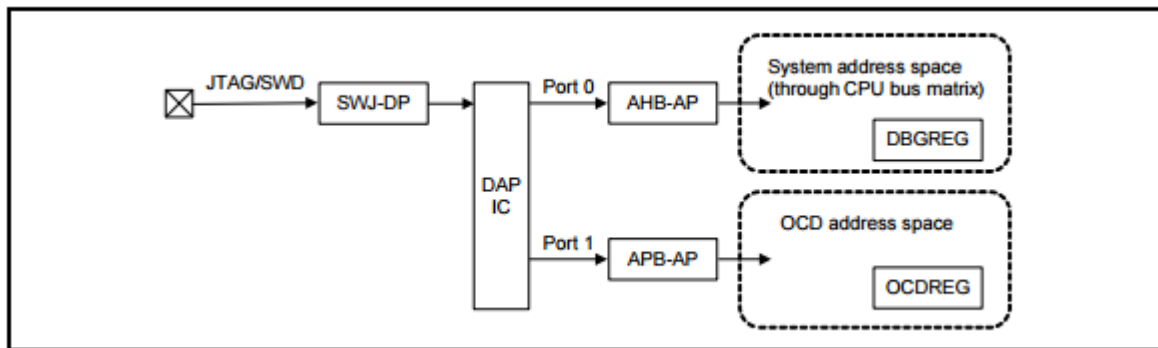 JTAG/SWD
SWJ-DP
DAP
IC
Port 0
AHB-AP
System address space
(through CPU bus matrix)
DBGREG
Port 1
APB-AP
OCD address space
OCDREG